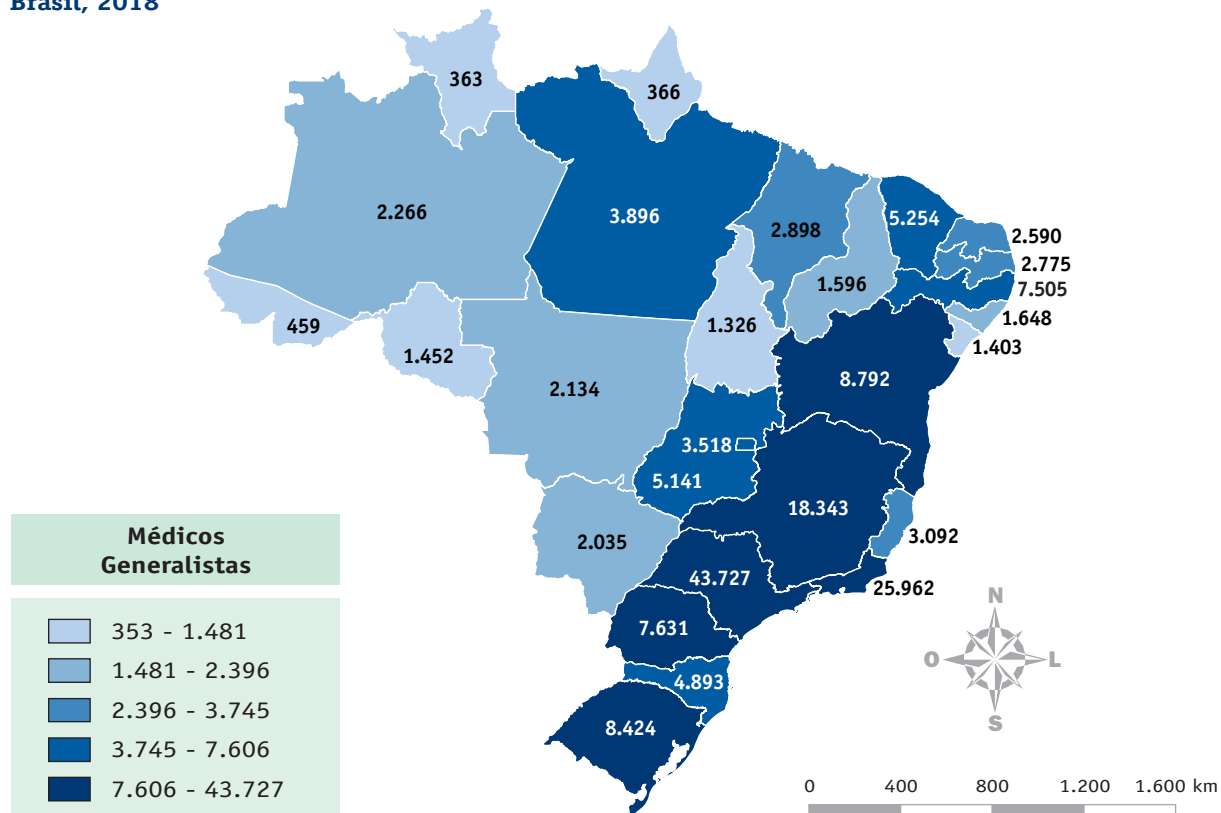 Brasil, 2018
363
366
2.266
3.896
2.898
5.254
2.590
2.775
1.596
7.505
1.648
459
1.326
1.403
1.452
8.792
2.134
3.518
5.141
18.343
2.035
3.092
43.727
25.962
7.631
4.893
8.424
Médicos
Generalistas
353 - 1.481
1.481 - 2.396
2.396 - 3.745
3.745 - 7.606
7.606 - 43.727
N
O L
S
0 400 800 1.200 1.600 km